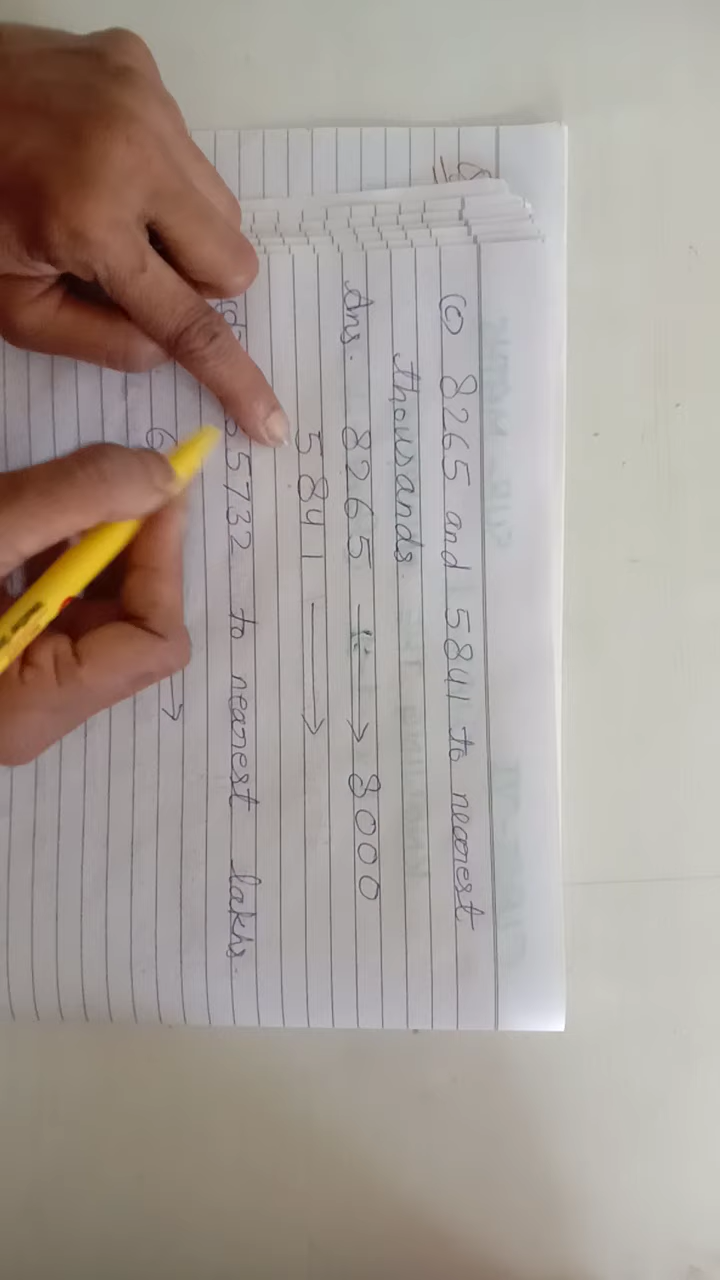 (c) 8265 and 5841 to nearest
thousands.
Ans. 8265 → 8000
5841 →
5732 to nearest lakhs.
→